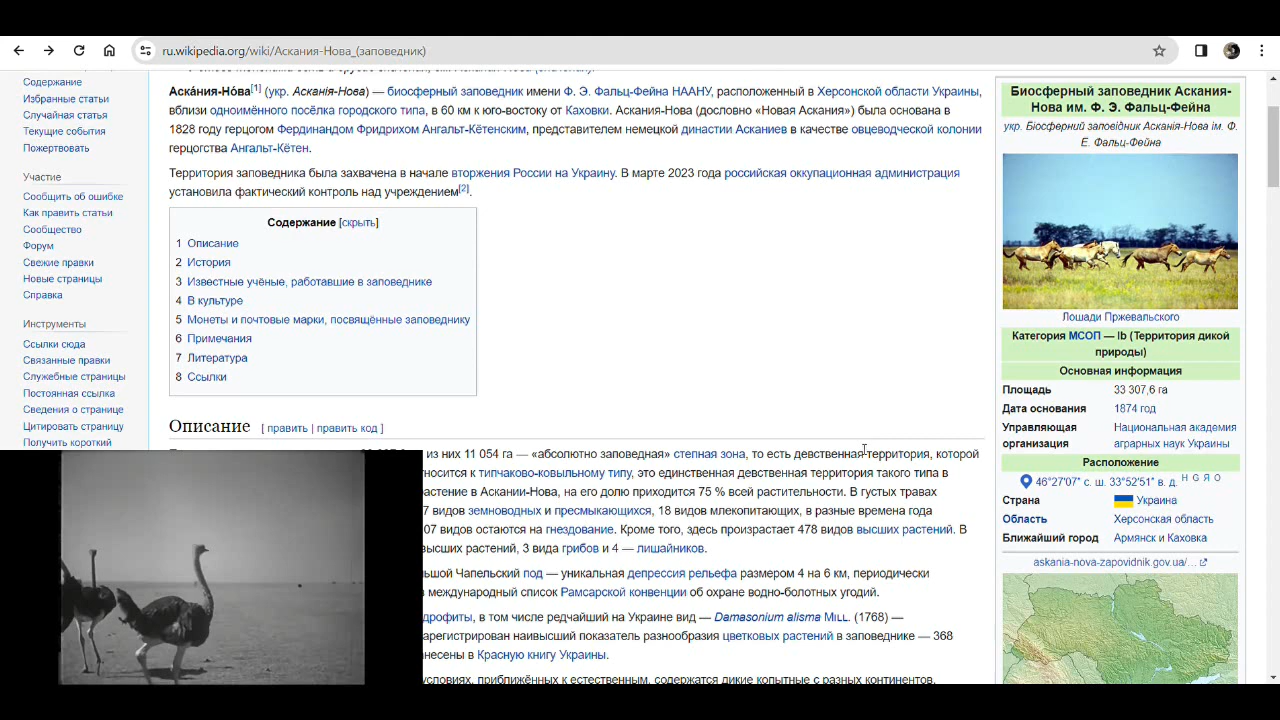 ru.wikipedia.org/wiki/Аскания-Нова_(заповедник)
Содержание
Избранные статьи
Случайная статья
Текущие события
Пожертвовать
Участие
Сообщить об ошибке
Как править статьи
Сообщество
Форум
Свежие правки
Новые страницы
Справка
Инструменты
Ссылки сюда
Связанные правки
Служебные страницы
Постоянная ссылка
Сведения о странице
Цитировать страницу
Получить короткий
Аска́ния-Но́ва[1] (укр. Асканія-Нова) — биосферный заповедник имени Ф. Э. Фальц-Фейна НААНУ, расположенный в Херсонской области Украины,
вблизи одноимённого посёлка городского типа, в 60 км к юго-востоку от Каховки. Аскания-Нова (дословно «Новая Аскания») была основана в
1828 году герцогом Фердинандом Фридрихом Ангальт-Кётенским, представителем немецкой династии Асканиев в качестве овцеводческой колонии
герцогства Ангальт-Кётен.
Территория заповедника была захвачена в начале вторжения России на Украину. В марте 2023 года российская оккупационная администрация
установила фактический контроль над учреждением[2].
Содержание [скрыть]
1 Описание
2 История
3 Известные учёные, работавшие в заповеднике
4 В культуре
5 Монеты и почтовые марки, посвящённые заповеднику
6 Примечания
7 Литература
8 Ссылки
Описание [ править | править код ]
из них 11 054 га — «абсолютно заповедная» степная зона, то есть девственная территория, которой
типчаково-ковыльному типу, это единственная девственная территория такого типа в
в Аскании-Нова, на его долю приходится 75 % всей растительности. В густых травах
7 видов земноводных и пресмыкающихся, 18 видов млекопитающих, в разные времена года
07 видов остаются на гнездование. Кроме того, здесь произрастает 478 видов высших растений. В
высших растений, 3 вида грибов и 4 — лишайников.
Чапельский под — уникальная депрессия рельефа размером 4 на 6 км, периодически
международный список Рамсарской конвенции об охране водно-болотных угодий.
в том числе редчайший на Украине вид — Damasonium alisma Mill. (1768) —
наивысший показатель разнообразия цветковых растений в заповеднике — 368
в Красную книгу Украины.
условиях, приближённых к естественным, содержатся дикие копытные с разных континентов,
Биосферный заповедник Аскания-
Нова им. Ф. Э. Фальц-Фейна
укр. Біосферний заповідник Асканія-Нова ім. Ф.
Е. Фальц-Фейна
Лошади Пржевальского
Категория МСОП — Ib (Территория дикой
природы)
Основная информация
Площадь 33 307,6 га
Дата основания 1874 год
Управляющая Национальная академия
организация аграрных наук Украины
Расположение
46°27′07″ с. ш. 33°52′51″ в. д. H G Я O
Страна Украина
Область Херсонская область
Ближайший город Армянск и Каховка
askania-nova-zapovidnik.gov.ua/...